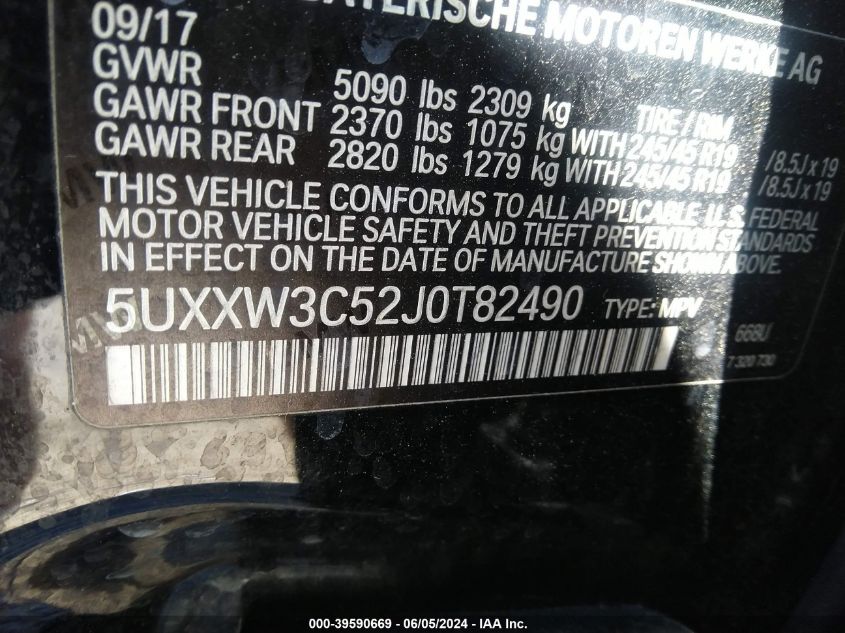 BAYERISCHE MOTOREN WERKE AG
09/17
GVWR 5090 lbs 2309 kg TIRE / RIM
GAWR FRONT 2370 lbs 1075 kg WITH 245/45 R19 /8.5J x 19
GAWR REAR 2820 lbs 1279 kg WITH 245/45 R19 /8.5J x 19
THIS VEHICLE CONFORMS TO ALL APPLICABLE U.S. FEDERAL
MOTOR VEHICLE SAFETY AND THEFT PREVENTION STANDARDS
IN EFFECT ON THE DATE OF MANUFACTURE SHOWN ABOVE.
5UXXW3C52J0T82490 TYPE: MPV 668U
7 320 730
000-39590669 - 06/05/2024 - IAA Inc.